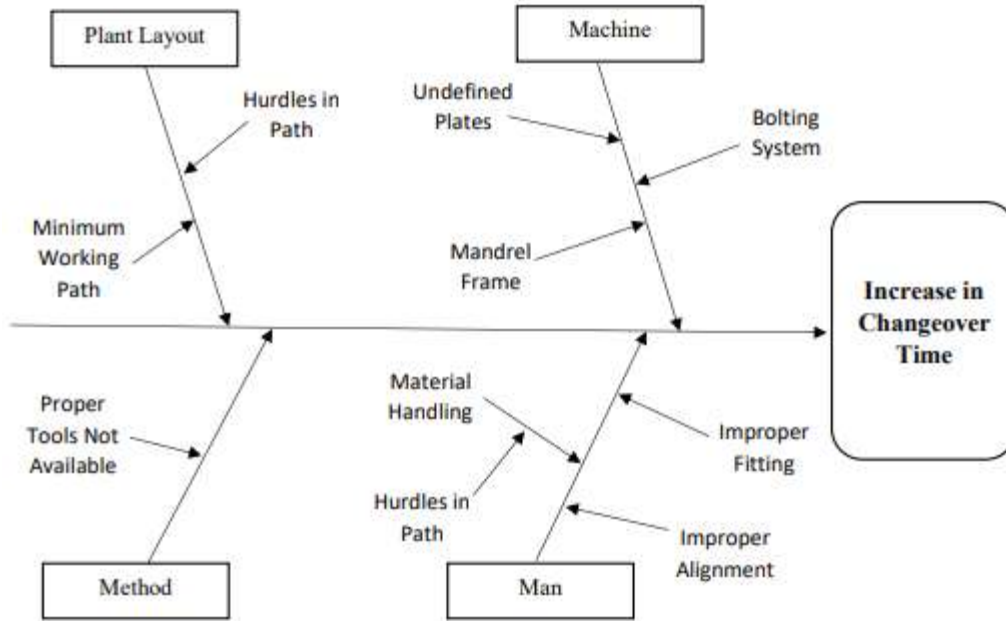 Plant Layout
Machine
Hurdles in
Path
Undefined
Plates
Bolting
System
Minimum
Working
Path
Mandrel
Frame
Increase in
Changeover
Time
Proper
Tools Not
Available
Material
Handling
Improper
Fitting
Hurdles in
Path
Improper
Alignment
Method
Man